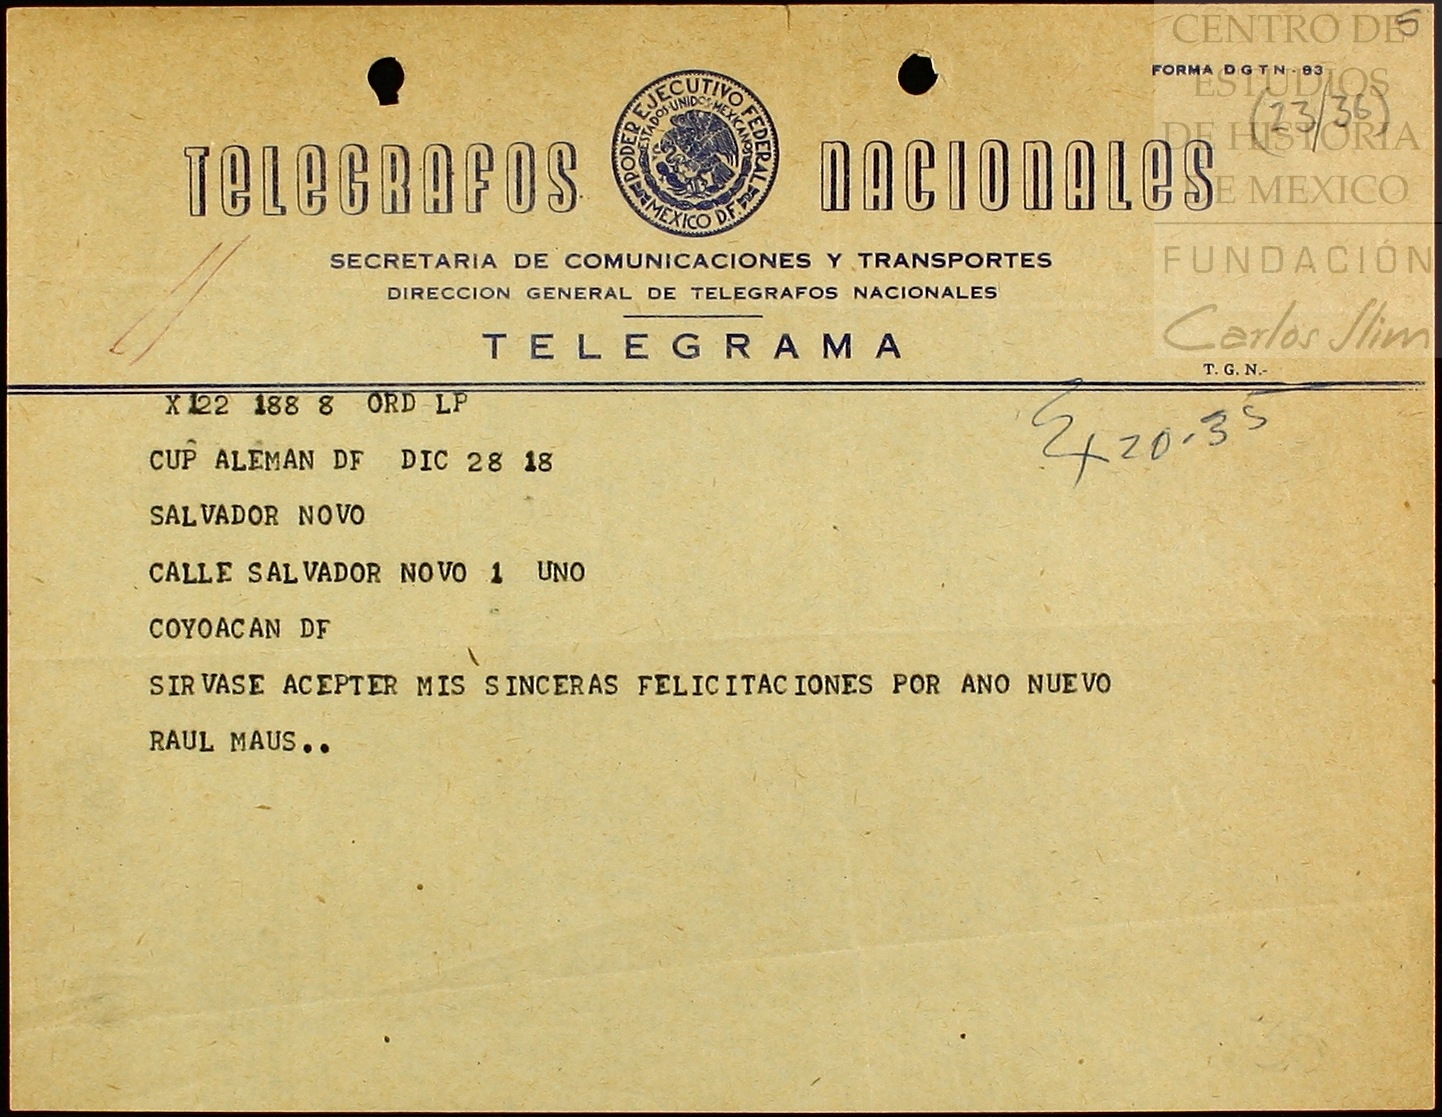 5
CENTRO DE
ESTUDIOS
DE HISTORIA
DE MEXICO
FUNDACIÓN
Carlos Slim
FORMA DGTN-83
(23/36)
TELEGRAFOS NACIONALES
PODER EJECUTIVO FEDERAL
ESTADOS UNIDOS MEXICANOS
MEXICO D.F.
SECRETARIA DE COMUNICACIONES Y TRANSPORTES
DIRECCION GENERAL DE TELEGRAFOS NACIONALES
TELEGRAMA
T. G. N.-
X122 188 8 ORD LP
20-35
CUP ALEMAN DF DIC 28 18
SALVADOR NOVO
CALLE SALVADOR NOVO 1 UNO
COYOACAN DF
SIRVASE ACEPTER MIS SINCERAS FELICITACIONES POR ANO NUEVO
RAUL MAUS..